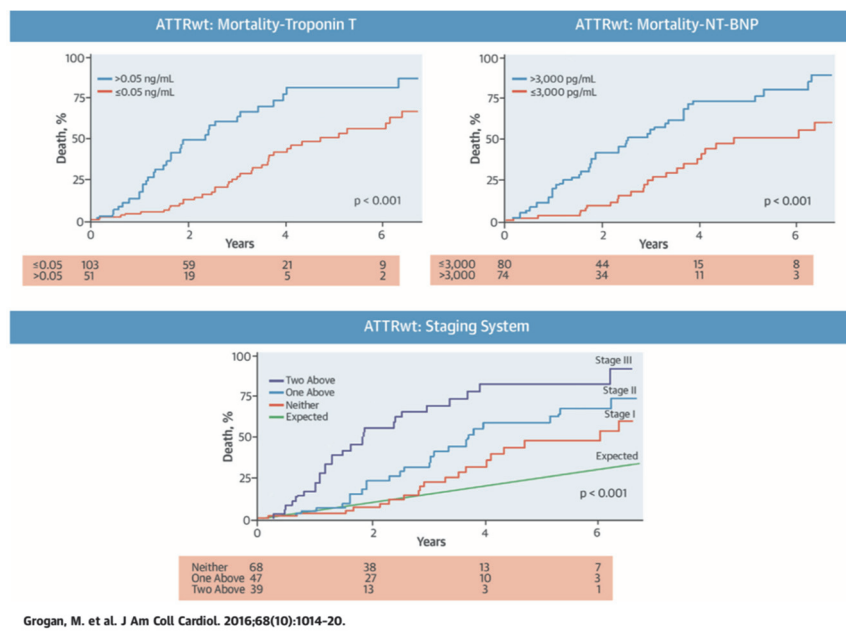 ATTRwt: Mortality-Troponin T
100
75
50
25
0
Death, %
>0.05 ng/mL
≤0.05 ng/mL
p < 0.001
0 2 4 6
Years
≤0.05 103 59 21 9
>0.05 51 19 5 2
ATTRwt: Mortality-NT-BNP
100
75
50
25
0
Death, %
>3,000 pg/mL
≤3,000 pg/mL
p < 0.001
0 2 4 6
Years
≤3,000 80 44 15 8
>3,000 74 34 11 3
ATTRwt: Staging System
100
75
50
25
0
Death, %
Two Above
One Above
Neither
Expected
Stage III
Stage II
Stage I
Expected
p < 0.001
2 4 6
Years
Neither 68 38 13 7
One Above 47 27 10 3
Two Above 39 13 3 1
Grogan, M. et al. J Am Coll Cardiol. 2016;68(10):1014-20.